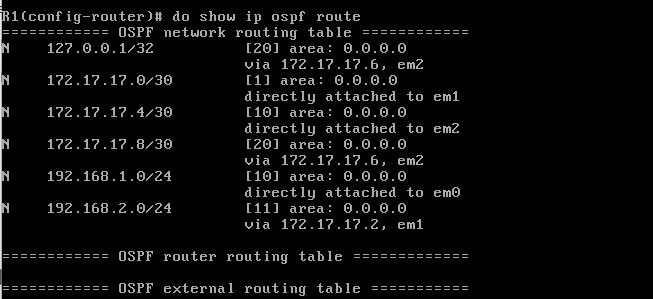 R1(config-router)# do show ip ospf route
============ OSPF network routing table ============
N    127.0.0.1/32          [20] area: 0.0.0.0
                           via 172.17.17.6, em2
N    172.17.17.0/30        [1] area: 0.0.0.0
                           directly attached to em1
N    172.17.17.4/30        [10] area: 0.0.0.0
                           directly attached to em2
N    172.17.17.8/30        [20] area: 0.0.0.0
                           via 172.17.17.6, em2
N    192.168.1.0/24        [10] area: 0.0.0.0
                           directly attached to em0
N    192.168.2.0/24        [11] area: 0.0.0.0
                           via 172.17.17.2, em1
============ OSPF router routing table =============
============ OSPF external routing table ===========